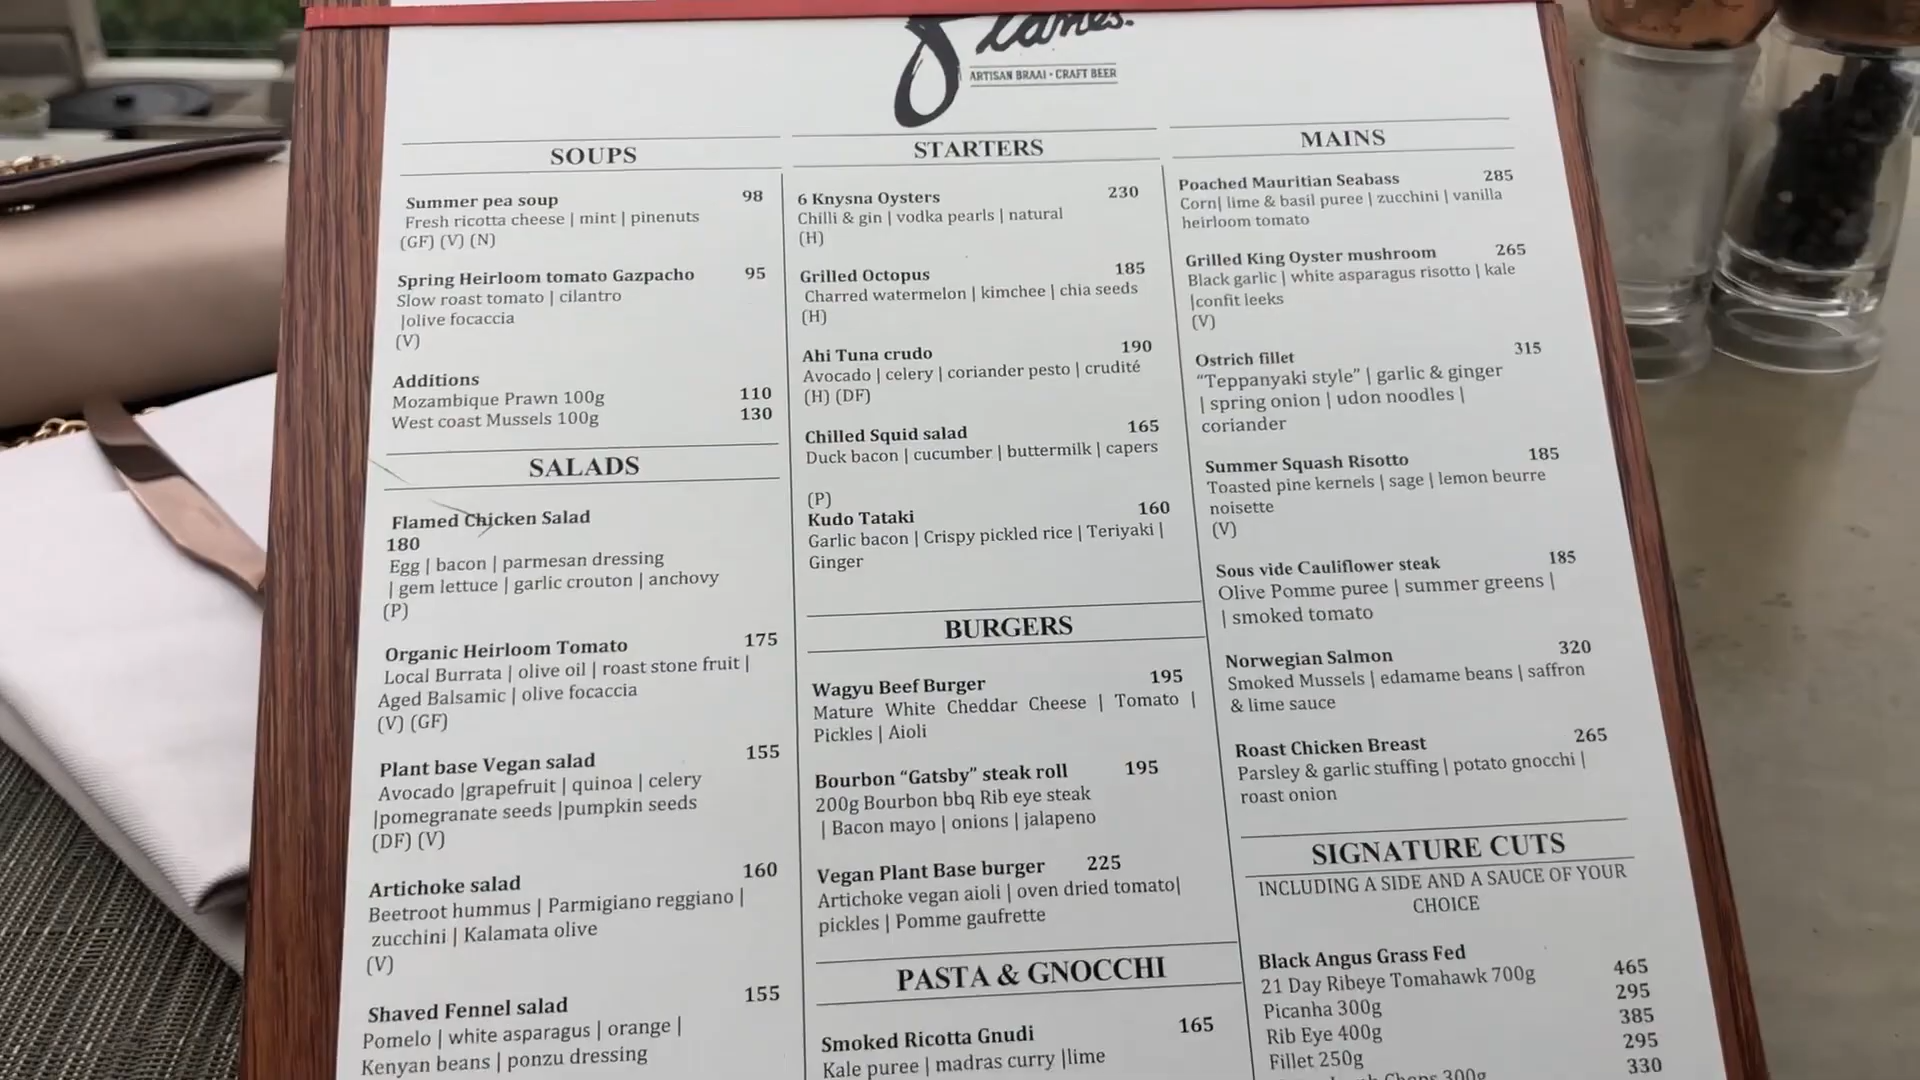 ARTISAN BRAAI • CRAFT BEER
SOUPS
Summer pea soup 98
Fresh ricotta cheese | mint | pinenuts
(GF) (V) (N)
Spring Heirloom tomato Gazpacho 95
Slow roast tomato | cilantro
|olive focaccia
(V)
Additions
Mozambique Prawn 100g 110
West coast Mussels 100g 130
SALADS
Flamed Chicken Salad
180
Egg | bacon | parmesan dressing
| gem lettuce | garlic crouton | anchovy
(P)
Organic Heirloom Tomato 175
Local Burrata | olive oil | roast stone fruit |
Aged Balsamic | olive focaccia
(V) (GF)
Plant base Vegan salad 155
Avocado |grapefruit | quinoa | celery
|pomegranate seeds |pumpkin seeds
(DF) (V)
Artichoke salad 160
Beetroot hummus | Parmigiano reggiano |
zucchini | Kalamata olive
(V)
Shaved Fennel salad 155
Pomelo | white asparagus | orange |
Kenyan beans | ponzu dressing
STARTERS
6 Knysna Oysters 230
Chilli & gin | vodka pearls | natural
(H)
Grilled Octopus 185
Charred watermelon | kimchee | chia seeds
(H)
Ahi Tuna crudo 190
Avocado | celery | coriander pesto | crudité
(H) (DF)
Chilled Squid salad 165
Duck bacon | cucumber | buttermilk | capers
(P)
Kudo Tataki 160
Garlic bacon | Crispy pickled rice | Teriyaki |
Ginger
BURGERS
Wagyu Beef Burger 195
Mature White Cheddar Cheese | Tomato |
Pickles | Aioli
Bourbon “Gatsby” steak roll 195
200g Bourbon bbq Rib eye steak
| Bacon mayo | onions | jalapeno
Vegan Plant Base burger 225
Artichoke vegan aioli | oven dried tomato|
pickles | Pomme gaufrette
PASTA & GNOCCHI
Smoked Ricotta Gnudi 165
Kale puree | madras curry |lime
MAINS
Poached Mauritian Seabass 285
Corn| lime & basil puree | zucchini | vanilla
heirloom tomato
Grilled King Oyster mushroom 265
Black garlic | white asparagus risotto | kale
|confit leeks
(V)
Ostrich fillet 315
“Teppanyaki style” | garlic & ginger
| spring onion | udon noodles |
coriander
Summer Squash Risotto 185
Toasted pine kernels | sage | lemon beurre
noisette
(V)
Sous vide Cauliflower steak 185
Olive Pomme puree | summer greens |
| smoked tomato
Norwegian Salmon 320
Smoked Mussels | edamame beans | saffron
& lime sauce
Roast Chicken Breast 265
Parsley & garlic stuffing | potato gnocchi |
roast onion
SIGNATURE CUTS
INCLUDING A SIDE AND A SAUCE OF YOUR
CHOICE
Black Angus Grass Fed
21 Day Ribeye Tomahawk 700g 465
Picanha 300g 295
Rib Eye 400g 385
Fillet 250g 295
Chops 300g 330